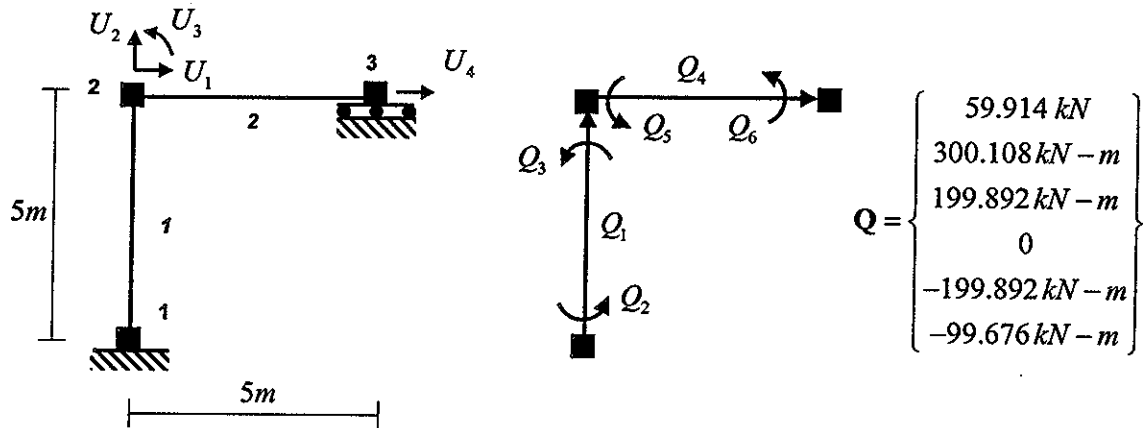 U₂ U₃
U₁
2
3
U₄
2
5m
1
1
5m
Q₄
Q₅ Q₆
Q₃
Q₁
Q₂
Q = { 59.914 kN
300.108 kN − m
199.892 kN − m
0
−199.892 kN − m
−99.676 kN − m }